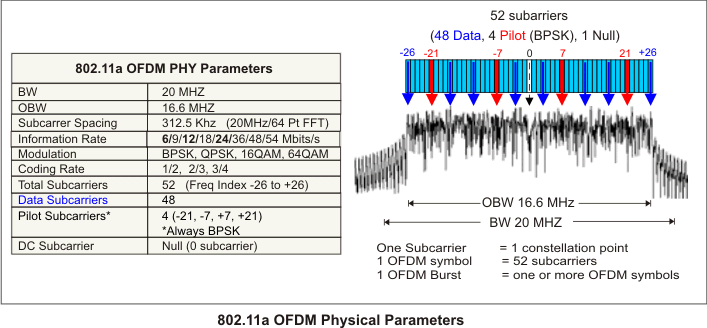 52 subarriers
(48 Data, 4 Pilot (BPSK), 1 Null)
-26 -21 -7 0 7 21 +26
802.11a OFDM PHY Parameters
BW 20 MHZ
OBW 16.6 MHZ
Subcarrer Spacing 312.5 Khz (20MHz/64 Pt FFT)
Information Rate 6/9/12/18/24/36/48/54 Mbits/s
Modulation BPSK, QPSK, 16QAM, 64QAM
Coding Rate 1/2, 2/3, 3/4
Total Subcarriers 52 (Freq Index -26 to +26)
Data Subcarriers 48
Pilot Subcarriers* 4 (-21, -7, +7, +21)
*Always BPSK
DC Subcarrier Null (0 subcarrier)
OBW 16.6 MHz
BW 20 MHZ
One Subcarrier = 1 constellation point
1 OFDM symbol = 52 subcarriers
1 OFDM Burst = one or more OFDM symbols
802.11a OFDM Physical Parameters